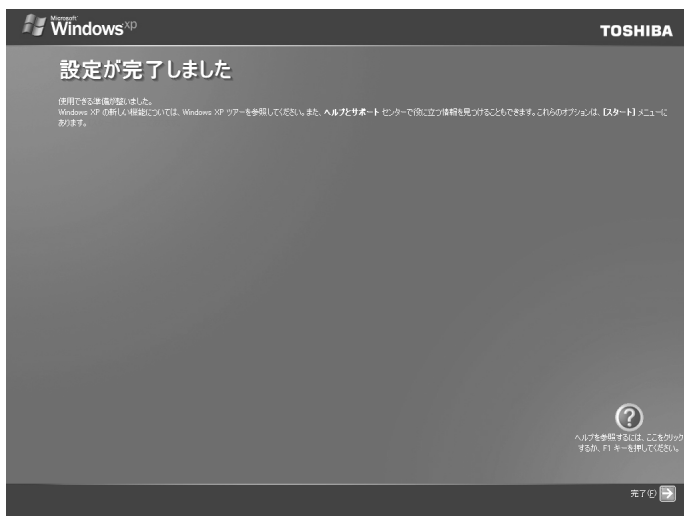 Microsoft
Windows xp
TOSHIBA
設定が完了しました
使用できる準備が整いました。
Windows XP の新しい機能については、Windows XP ツアーを参照してください。また、ヘルプとサポート センターで役に立つ情報を見つけることもできます。これらのオプションは、[スタート] メニューに
あります。
ヘルプを参照するには、ここをクリック
するか、F1 キーを押してください。
完了(F)